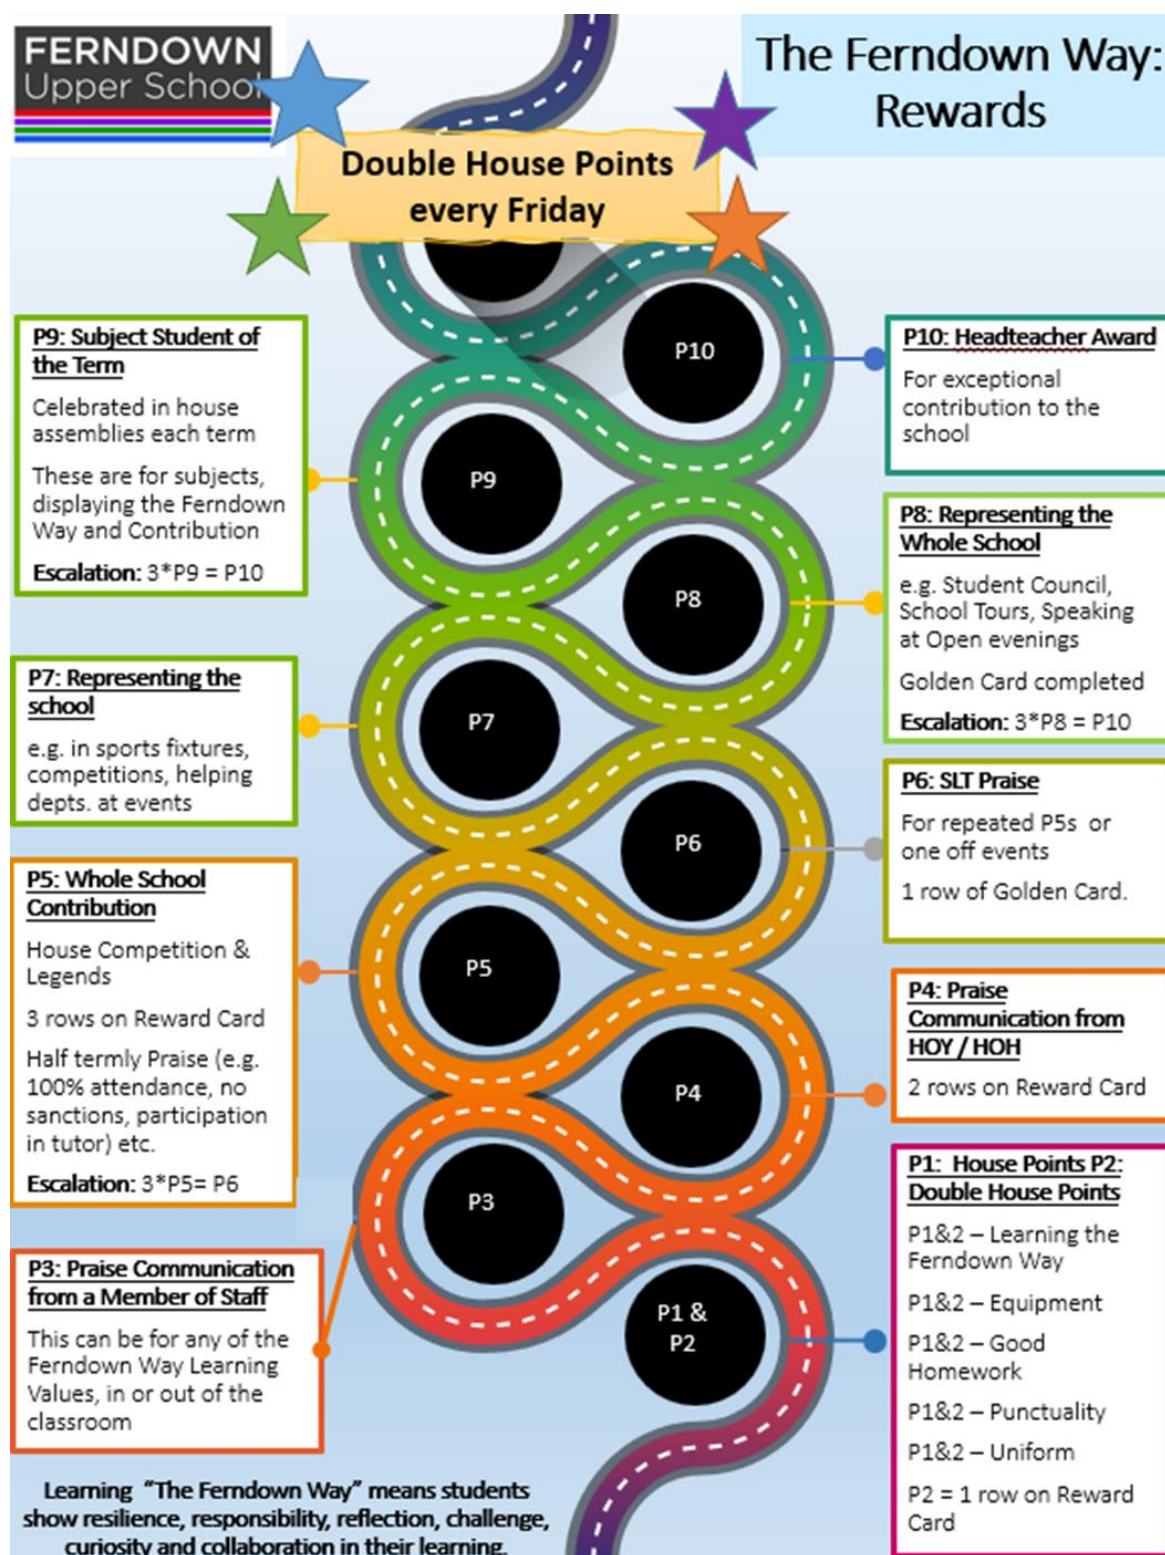 FERNDOWN
Upper School
The Ferndown Way:
Rewards
Double House Points
every Friday
P10
P9
P8
P7
P6
P5
P4
P3
P1 &
P2
P10: Headteacher Award
For exceptional
contribution to the
school
P9: Subject Student of
the Term
Celebrated in house
assemblies each term
These are for subjects,
displaying the Ferndown
Way and Contribution
Escalation: 3*P9 = P10
P8: Representing the
Whole School
e.g. Student Council,
School Tours, Speaking
at Open evenings
Golden Card completed
Escalation: 3*P8 = P10
P7: Representing the
school
e.g. in sports fixtures,
competitions, helping
depts. at events
P6: SLT Praise
For repeated P5s or
one off events
1 row of Golden Card.
P5: Whole School
Contribution
House Competition &
Legends
3 rows on Reward Card
Half termly Praise (e.g.
100% attendance, no
sanctions, participation
in tutor) etc.
Escalation: 3*P5= P6
P4: Praise
Communication from
HOY / HOH
2 rows on Reward Card
P3: Praise Communication
from a Member of Staff
This can be for any of the
Ferndown Way Learning
Values, in or out of the
classroom
P1: House Points P2:
Double House Points
P1&2 – Learning the
Ferndown Way
P1&2 – Equipment
P1&2 – Good
Homework
P1&2 – Punctuality
P1&2 – Uniform
P2 = 1 row on Reward
Card
Learning "The Ferndown Way" means students
show resilience, responsibility, reflection, challenge,
curiosity and collaboration in their learning.